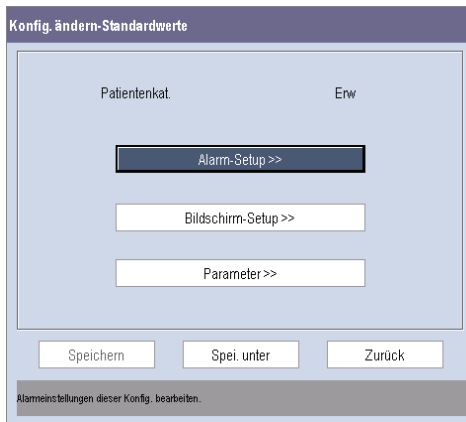 Konfig. ändern-Standardwerte
Patientenkat. Erw
Alarm-Setup >>
Bildschirm-Setup >>
Parameter >>
Speichern Spei. unter Zurück
Alarmeinstellungen dieser Konfig. bearbeiten.